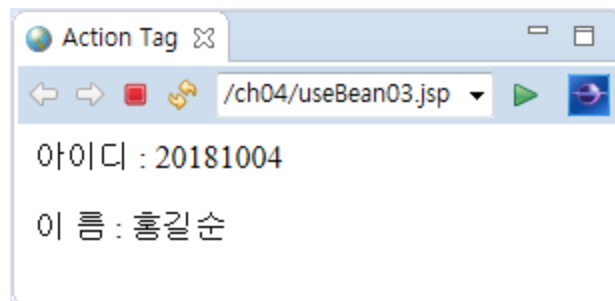 Action Tag
/ch04/useBean03.jsp
아이디 : 20181004
이 름 : 홍길순